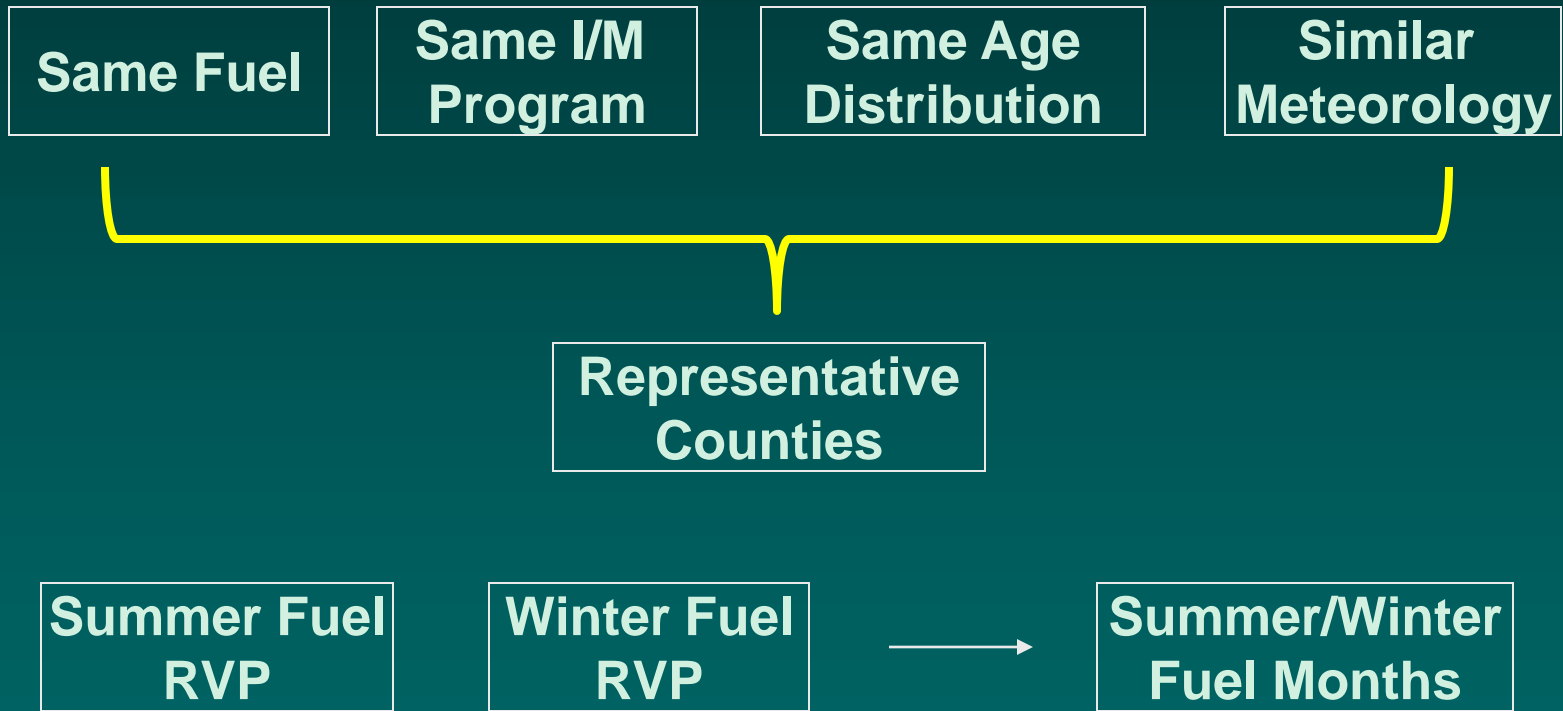 Same Fuel
Same I/M
Program
Same Age
Distribution
Similar
Meteorology
Representative
Counties
Summer Fuel
RVP
Winter Fuel
RVP
Summer/Winter
Fuel Months